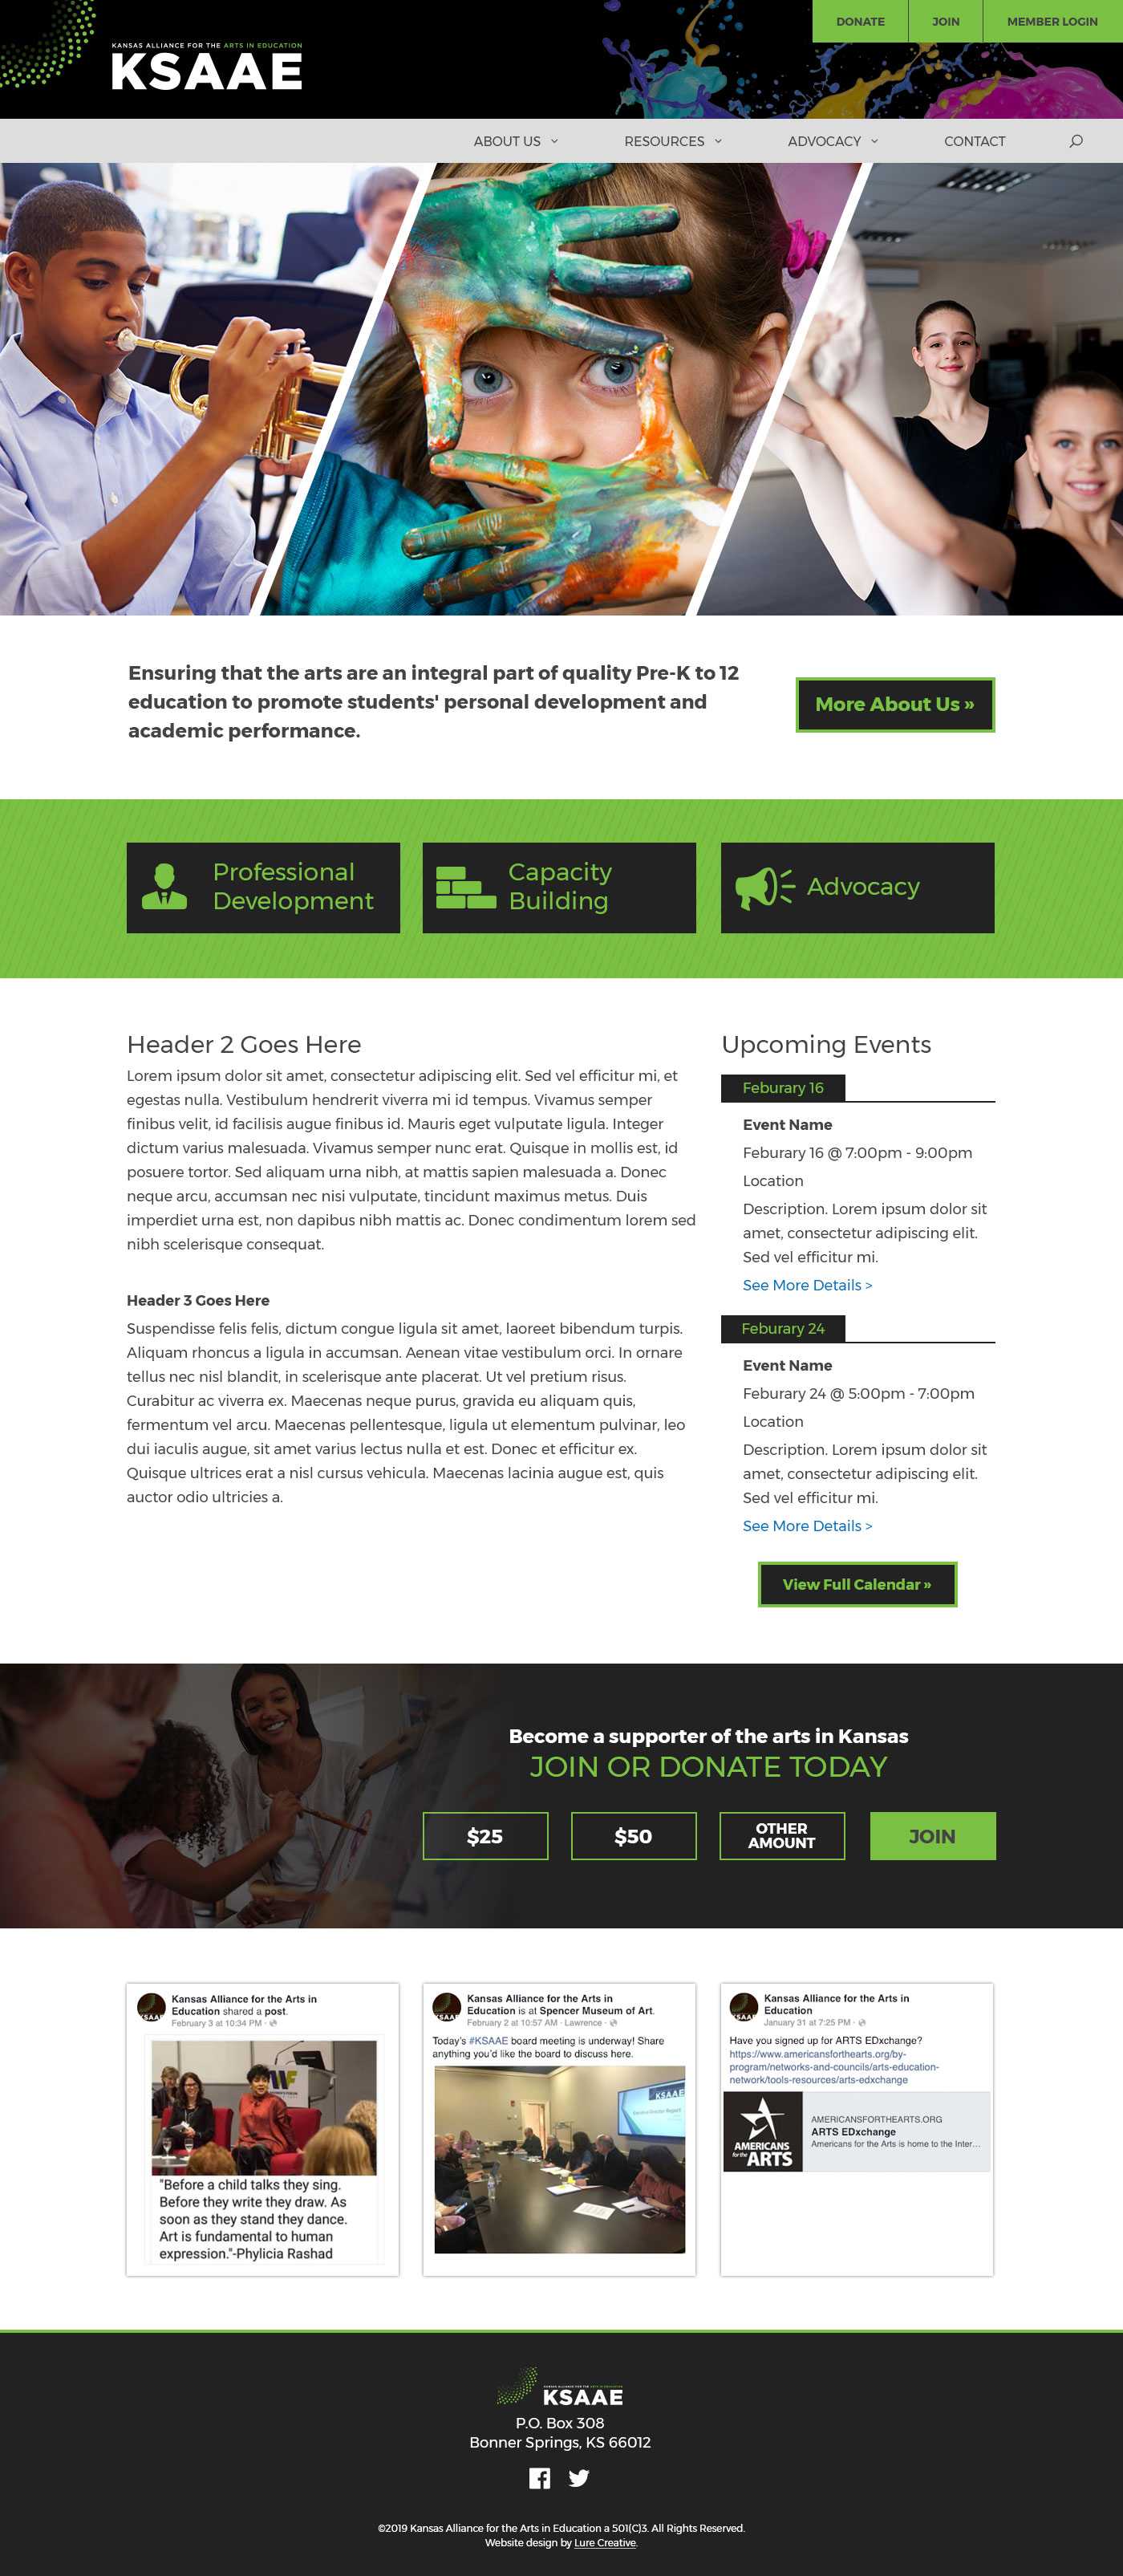 DONATE
JOIN
MEMBER LOGIN
KANSAS ALLIANCE FOR THE ARTS IN EDUCATION
KSAAE
ABOUT US
RESOURCES
ADVOCACY
CONTACT
Ensuring that the arts are an integral part of quality Pre-K to 12
education to promote students' personal development and
academic performance.
More About Us »
Professional
Development
Capacity
Building
Advocacy
Header 2 Goes Here
Lorem ipsum dolor sit amet, consectetur adipiscing elit. Sed vel efficitur mi, et
egestas nulla. Vestibulum hendrerit viverra mi id tempus. Vivamus semper
finibus velit, id facilisis augue finibus id. Mauris eget vulputate ligula. Integer
dictum varius malesuada. Vivamus semper nunc erat. Quisque in mollis est, id
posuere tortor. Sed aliquam urna nibh, at mattis sapien malesuada a. Donec
neque arcu, accumsan nec nisi vulputate, tincidunt maximus metus. Duis
imperdiet urna est, non dapibus nibh mattis ac. Donec condimentum lorem sed
nibh scelerisque consequat.
Header 3 Goes Here
Suspendisse felis felis, dictum congue ligula sit amet, laoreet bibendum turpis.
Aliquam rhoncus a ligula in accumsan. Aenean vitae vestibulum orci. In ornare
tellus nec nisl blandit, in scelerisque ante placerat. Ut vel pretium risus.
Curabitur ac viverra ex. Maecenas neque purus, gravida eu aliquam quis,
fermentum vel arcu. Maecenas pellentesque, ligula ut elementum pulvinar, leo
dui iaculis augue, sit amet varius lectus nulla et est. Donec et efficitur ex.
Quisque ultrices erat a nisl cursus vehicula. Maecenas lacinia augue est, quis
auctor odio ultricies a.
Upcoming Events
Feburary 16
Event Name
Feburary 16 @ 7:00pm - 9:00pm
Location
Description. Lorem ipsum dolor sit
amet, consectetur adipiscing elit.
Sed vel efficitur mi.
See More Details >
Feburary 24
Event Name
Feburary 24 @ 5:00pm - 7:00pm
Location
Description. Lorem ipsum dolor sit
amet, consectetur adipiscing elit.
Sed vel efficitur mi.
See More Details >
View Full Calendar »
Become a supporter of the arts in Kansas
JOIN OR DONATE TODAY
$25
$50
OTHER
AMOUNT
JOIN
Kansas Alliance for the Arts in
Education shared a post.
February 3 at 10:34 PM ·
"Before a child talks they sing.
Before they write they draw. As
soon as they stand they dance.
Art is fundamental to human
expression."-Phylicia Rashad
Kansas Alliance for the Arts in
Education is at Spencer Museum of Art.
February 2 at 10:57 AM · Lawrence ·
Today's #KSAAE board meeting is underway! Share
anything you'd like the board to discuss here.
KSAAE
Executive Director Report
Kansas Alliance for the Arts in
Education
January 31 at 7:25 PM ·
Have you signed up for ARTS EDxchange?
https://www.americansforthearts.org/by-
program/networks-and-councils/arts-education-
network/tools-resources/arts-edxchange
AMERICANS
for the
ARTS
AMERICANSFORTHEARTS.ORG
ARTS EDxchange
Americans for the Arts is home to the Inter...
KANSAS ALLIANCE FOR THE ARTS IN EDUCATION
KSAAE
P.O. Box 308
Bonner Springs, KS 66012
©2019 Kansas Alliance for the Arts in Education a 501(C)3. All Rights Reserved.
Website design by Lure Creative.